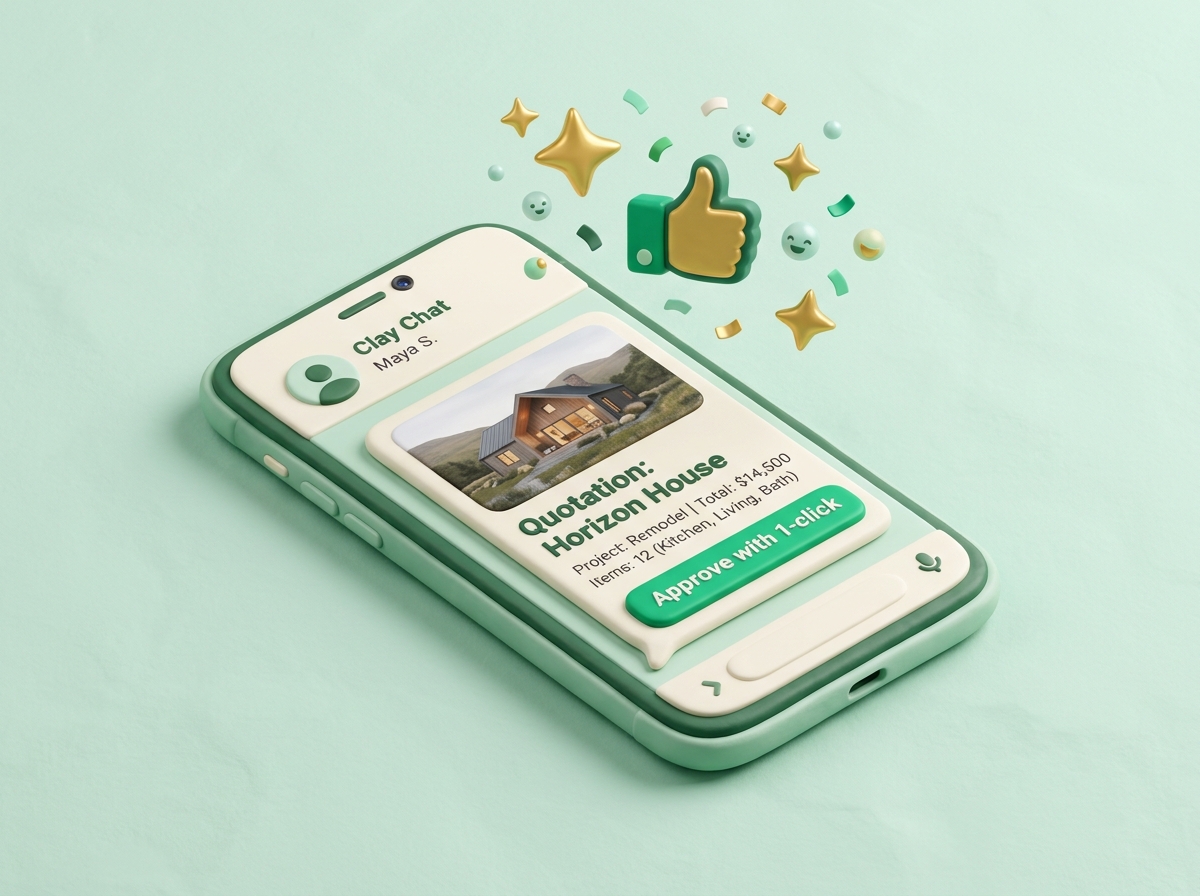 Clay Chat
Maya S.
Quotation:
Horizon House
Project: Remodel | Total: $14,500
Items: 12 (Kitchen, Living, Bath)
Approve with 1-click